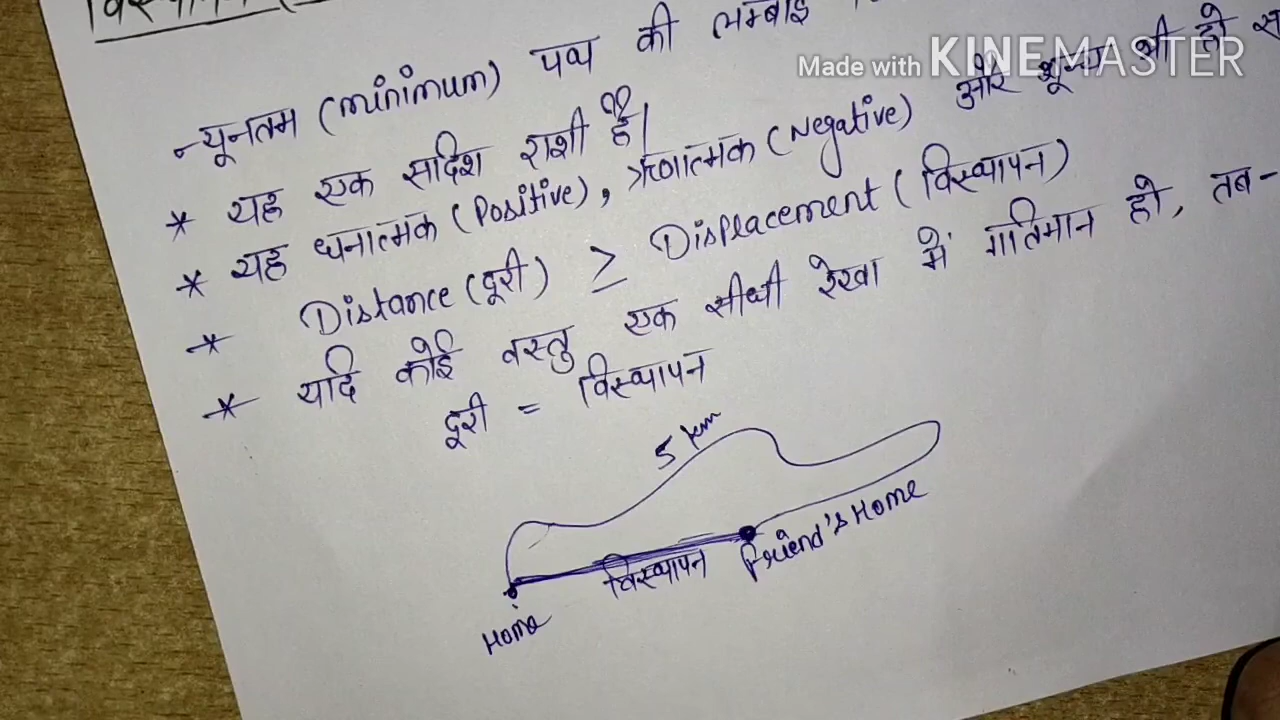 विस्थापन (
न्यूनतम (minimum) पथ की लम्बाई
* यह एक सदिश राशी है।
* यह धनात्मक (Positive), ऋणात्मक (Negative) और शून्य भी हो स
* Distance (दूरी) ≥ Displacement (विस्थापन)
* यदि कोई वस्तु एक सीधी रेखा में गतिमान हो, तब-
दूरी = विस्थापन
5 km
विस्थापन
Friend's Home
Home
Made with KINEMASTER